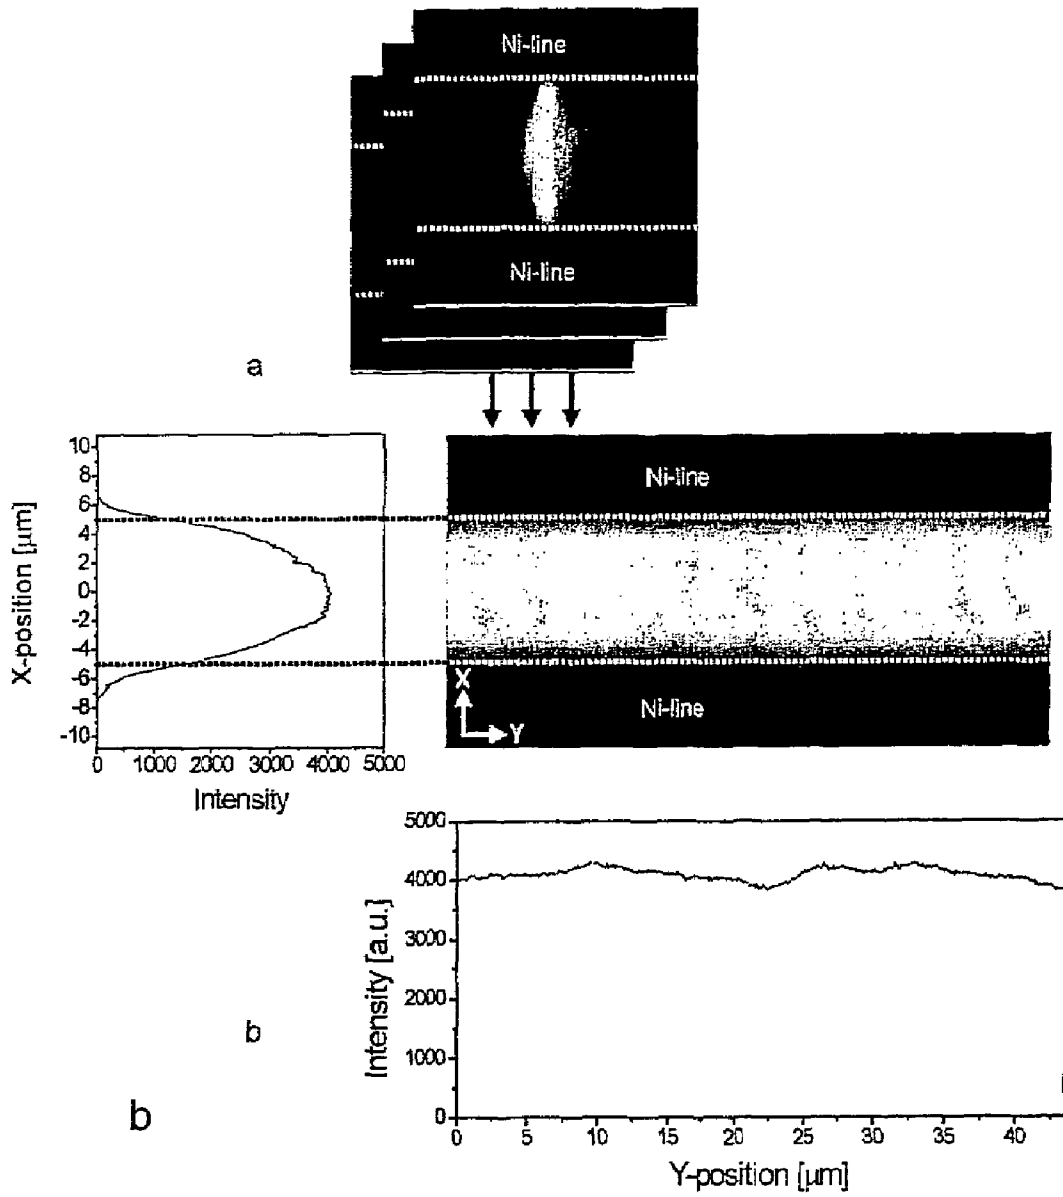 Ni-line
Ni-line
a
10
8
6
4
2
0
-2
-4
-6
-8
-10
X-position [μm]
0 1000 2000 3000 4000 5000
Intensity
Ni-line
X
Y
Ni-line
5000
4000
3000
2000
1000
0
Intensity [a.u.]
0 5 10 15 20 25 30 35 40
Y-position [μm]
b
b